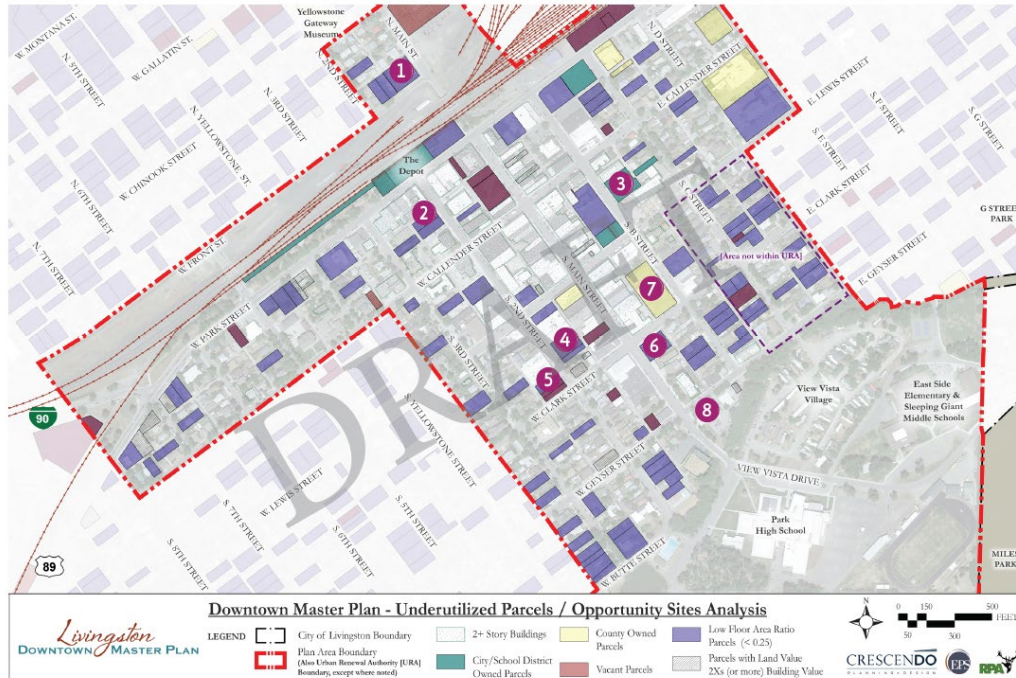 Yellowstone
Gateway
Museum
W. MONTANA ST.
N. 5TH STREET
W. GALLATIN ST.
N. 3RD STREET
N. YELLOWSTONE ST.
W. CHINOOK STREET
N. 6TH STREET
N. 7TH STREET
N. 2ND STREET
N. MAIN ST.
N. D STREET
E. CALLENDER STREET
E. LEWIS STREET
S. F STREET
S. G STREET
S. E STREET
E. CLARK STREET
G STREET
PARK
E. GEYSER STREET
1
The
Depot
2
3
W. FRONT ST.
W. CALLENDER STREET
S. B STREET
[Area not within URA]
S. MAIN STREET
7
W. PARK STREET
S. 2ND STREET
4
6
S. 3RD STREET
5
W. CLARK STREET
8
View Vista
Village
East Side
Elementary &
Sleeping Giant
Middle Schools
90
S. YELLOWSTONE STREET
W. GEYSER STREET
VIEW VISTA DRIVE
W. LEWIS STREET
S. 5TH STREET
S. 7TH STREET
S. 6TH STREET
S. 8TH STREET
Park
High School
W. BUTTE STREET
89
MILES
PARK
DRAFT
Downtown Master Plan - Underutilized Parcels / Opportunity Sites Analysis
Livingston
DOWNTOWN MASTER PLAN
LEGEND
City of Livingston Boundary
Plan Area Boundary
(Also Urban Renewal Authority [URA]
Boundary, except where noted)
2+ Story Buildings
City/School District
Owned Parcels
County Owned
Parcels
Vacant Parcels
Low Floor Area Ratio
Parcels (< 0.25)
Parcels with Land Value
2Xs (or more) Building Value
N
0 150 500
50 300
FEET
CRESCENDO
PLANNING + DESIGN
EPS
RPA